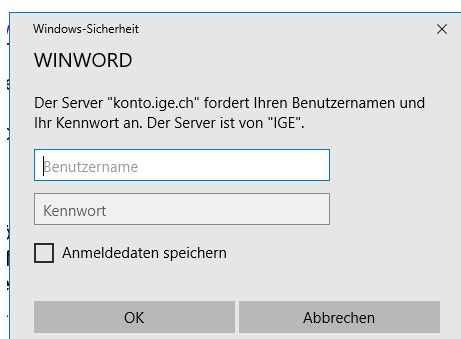 Windows-Sicherheit
WINWORD
Der Server "konto.ige.ch" fordert Ihren Benutzernamen und
Ihr Kennwort an. Der Server ist von "IGE".
Benutzername
Kennwort
Anmeldedaten speichern
OK
Abbrechen